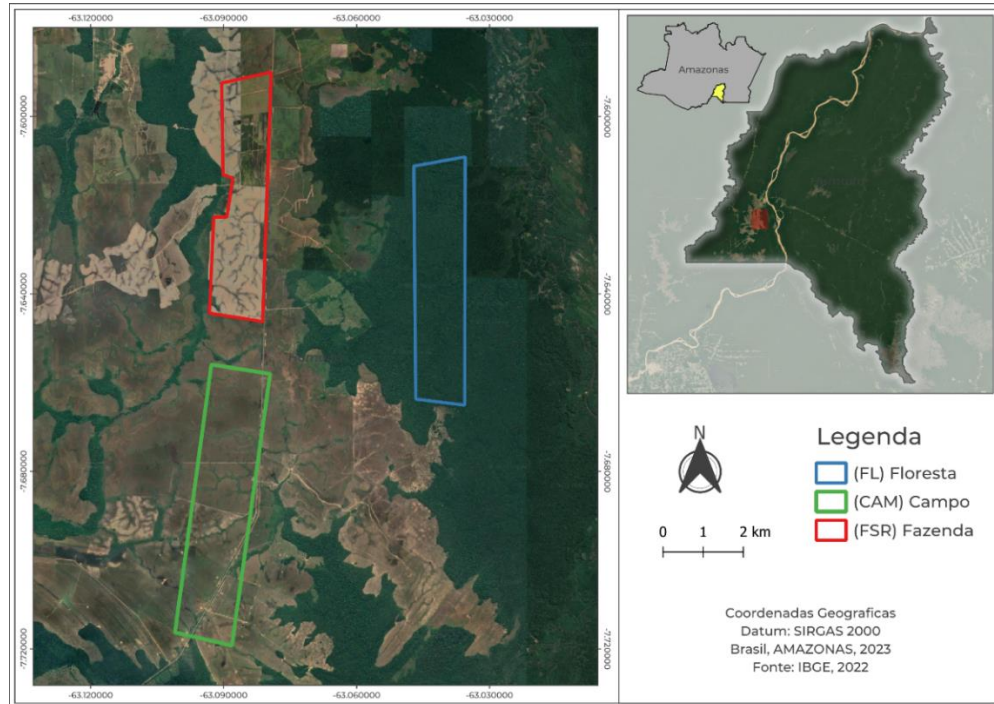 -63.120000 -63.090000 -63.060000 -63.030000
-7.600000 -7.600000
-7.640000 -7.640000
-7.680000 -7.680000
-7.720000 -7.720000
-63.120000 -63.090000 -63.060000 -63.030000
Amazonas
N
0 1 2 km
Legenda
(FL) Floresta
(CAM) Campo
(FSR) Fazenda
Coordenadas Geograficas
Datum: SIRGAS 2000
Brasil, AMAZONAS, 2023
Fonte: IBGE, 2022